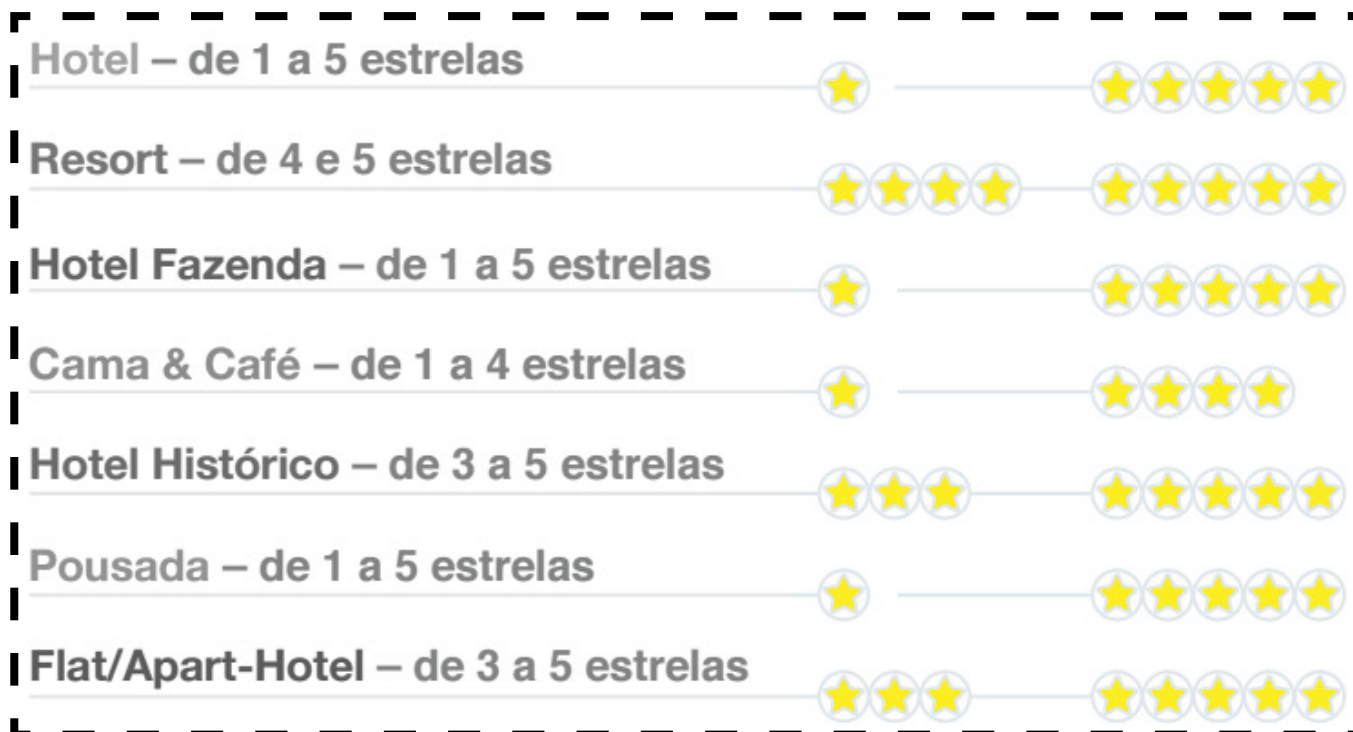 Hotel – de 1 a 5 estrelas
Resort – de 4 e 5 estrelas
Hotel Fazenda – de 1 a 5 estrelas
Cama & Café – de 1 a 4 estrelas
Hotel Histórico – de 3 a 5 estrelas
Pousada – de 1 a 5 estrelas
Flat/Apart-Hotel – de 3 a 5 estrelas